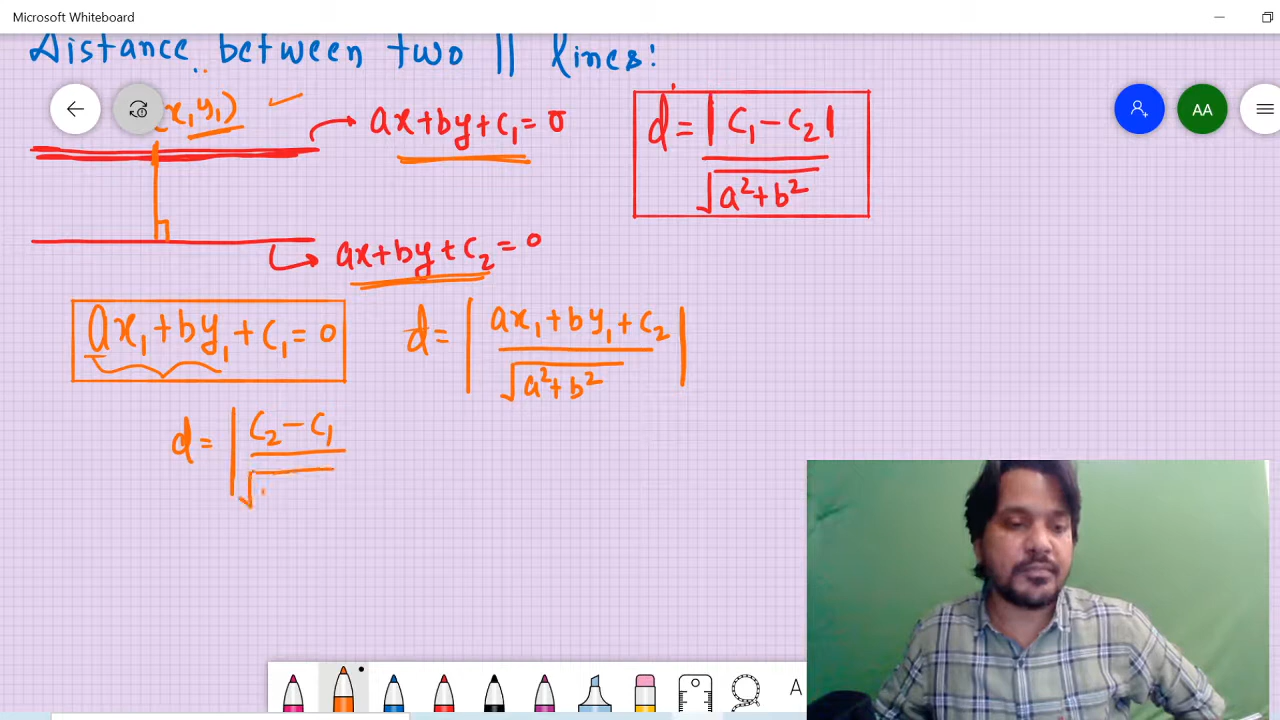 Microsoft Whiteboard
Distance between two || lines:
(x, y₁)
ax+by+c₁=0
d = |c₁-c₂| / √a²+b²
ax+by+c₂=0
ax₁+by₁+c₁=0
d = | ax₁+by₁+c₂ / √a²+b² |
d = | c₂-c₁ / √
AA
A